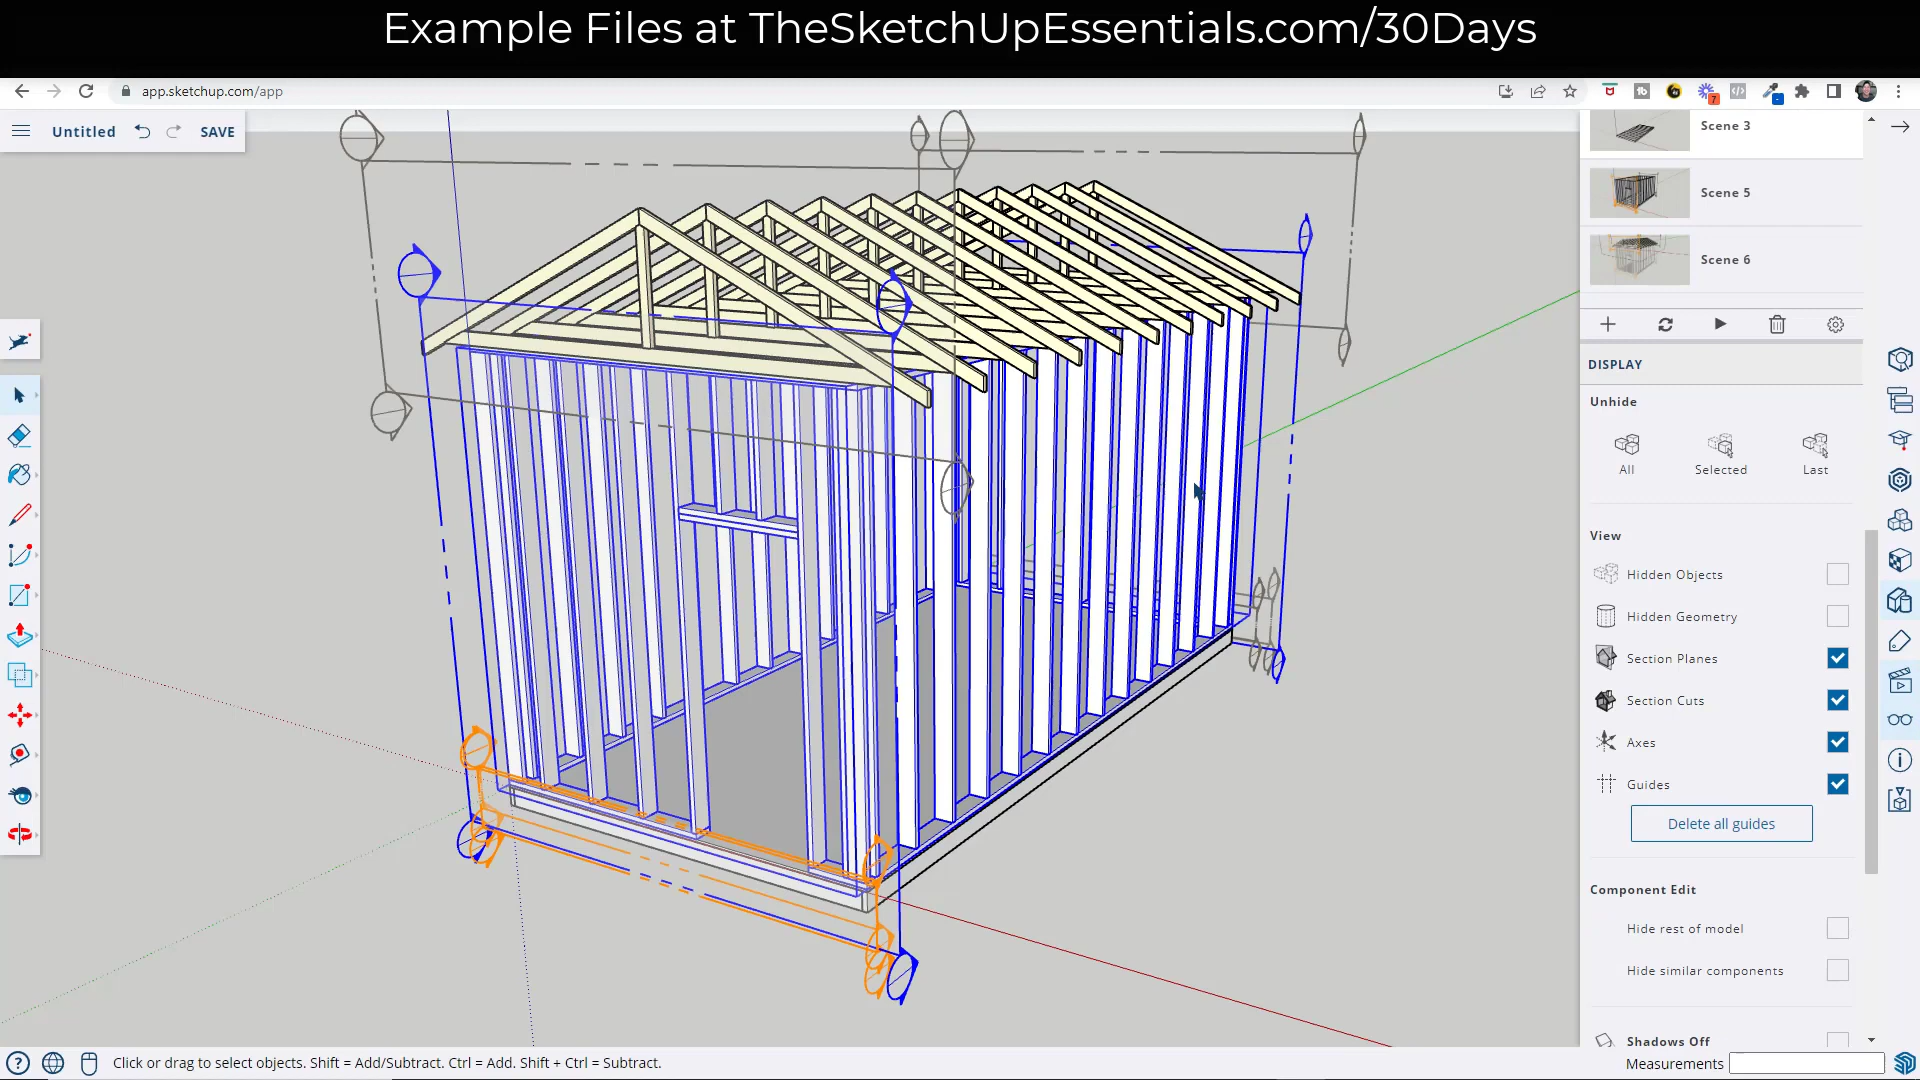 Example Files at TheSketchUpEssentials.com/30Days
app.sketchup.com/app
7
Untitled
SAVE
Scene 3
Scene 5
Scene 6
DISPLAY
Unhide
All
Selected
Last
View
Hidden Objects
Hidden Geometry
Section Planes
Section Cuts
Axes
Guides
Delete all guides
Component Edit
Hide rest of model
Hide similar components
Shadows Off
Click or drag to select objects. Shift = Add/Subtract. Ctrl = Add. Shift + Ctrl = Subtract.
Measurements